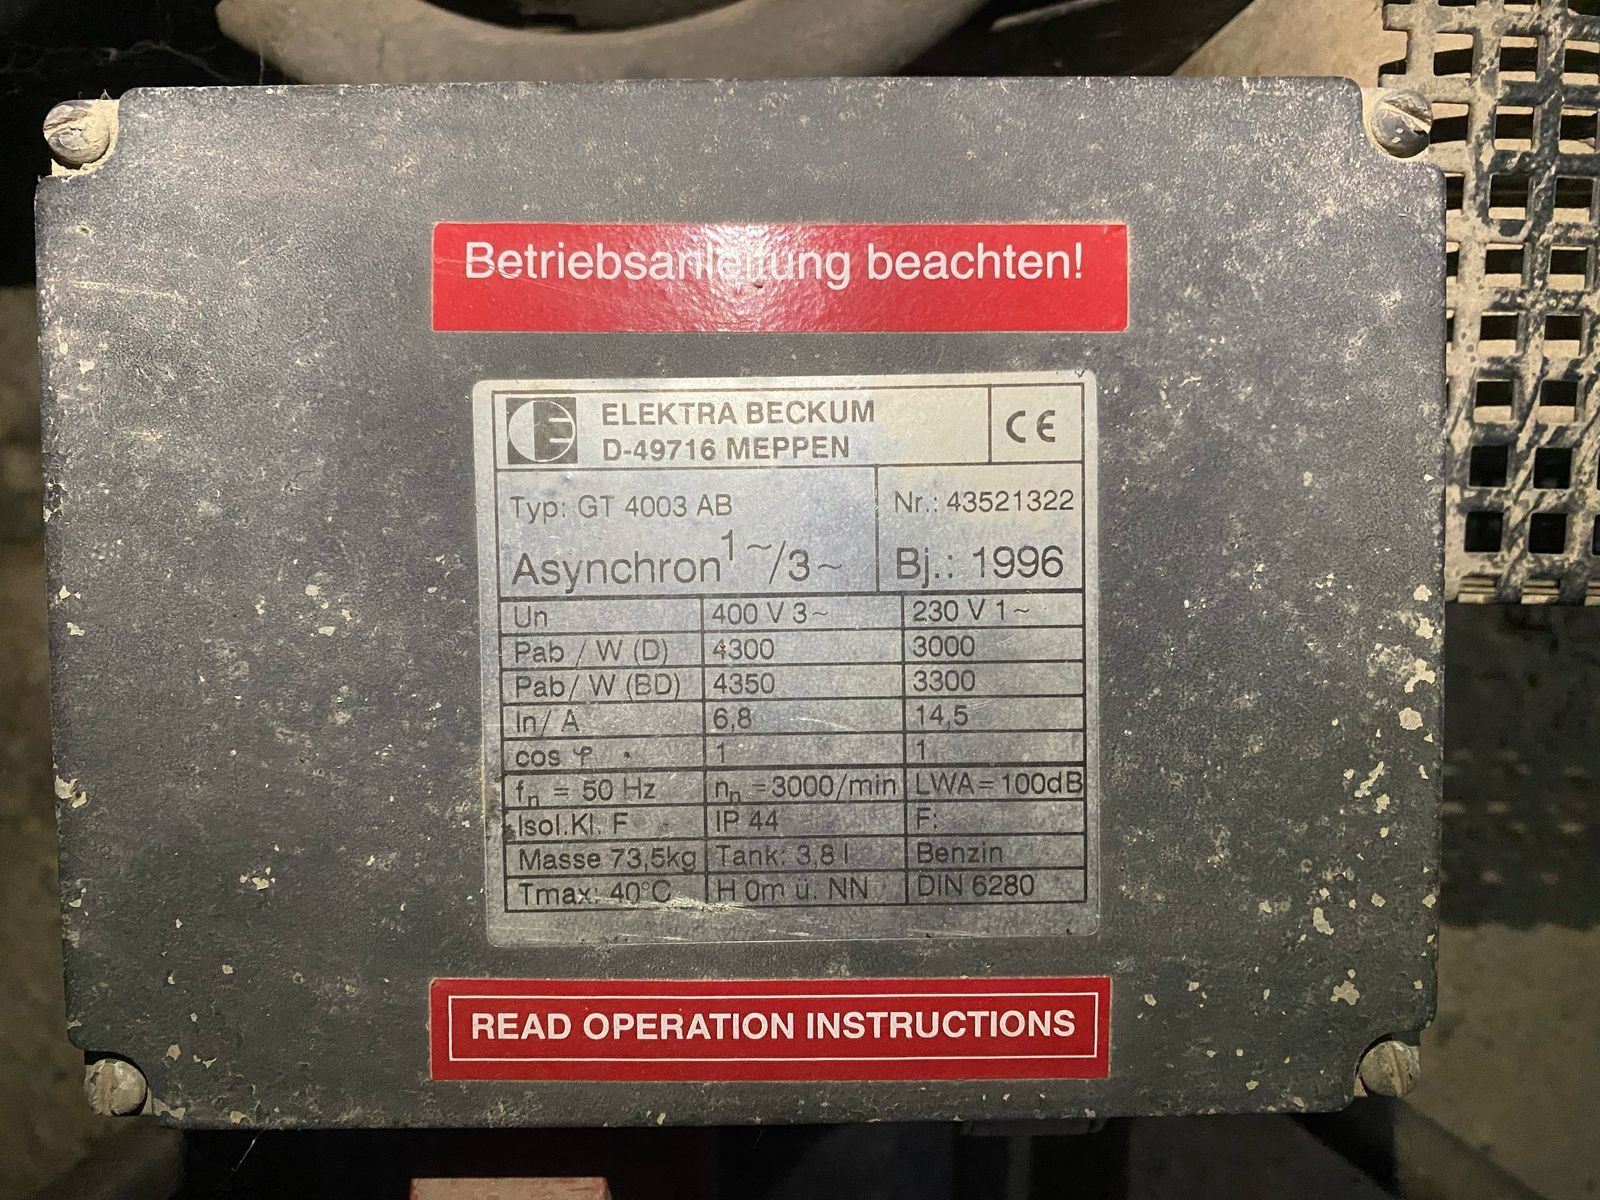 Betriebsanleitung beachten!
E
ELEKTRA BECKUM
D-49716 MEPPEN
CE
Typ: GT 4003 AB
Nr.: 43521322
Asynchron 1~/3~
Bj.: 1996
Un 400 V 3~ 230 V 1~
Pab / W (D) 4300 3000
Pab / W (BD) 4350 3300
In / A 6,8 14,5
cos φ 1 1
fn = 50 Hz nn =3000/min LWA=100dB
Isol.Kl. F IP 44 F:
Masse 73,5kg Tank: 3,8 l Benzin
Tmax: 40°C H 0m ü. NN DIN 6280
READ OPERATION INSTRUCTIONS